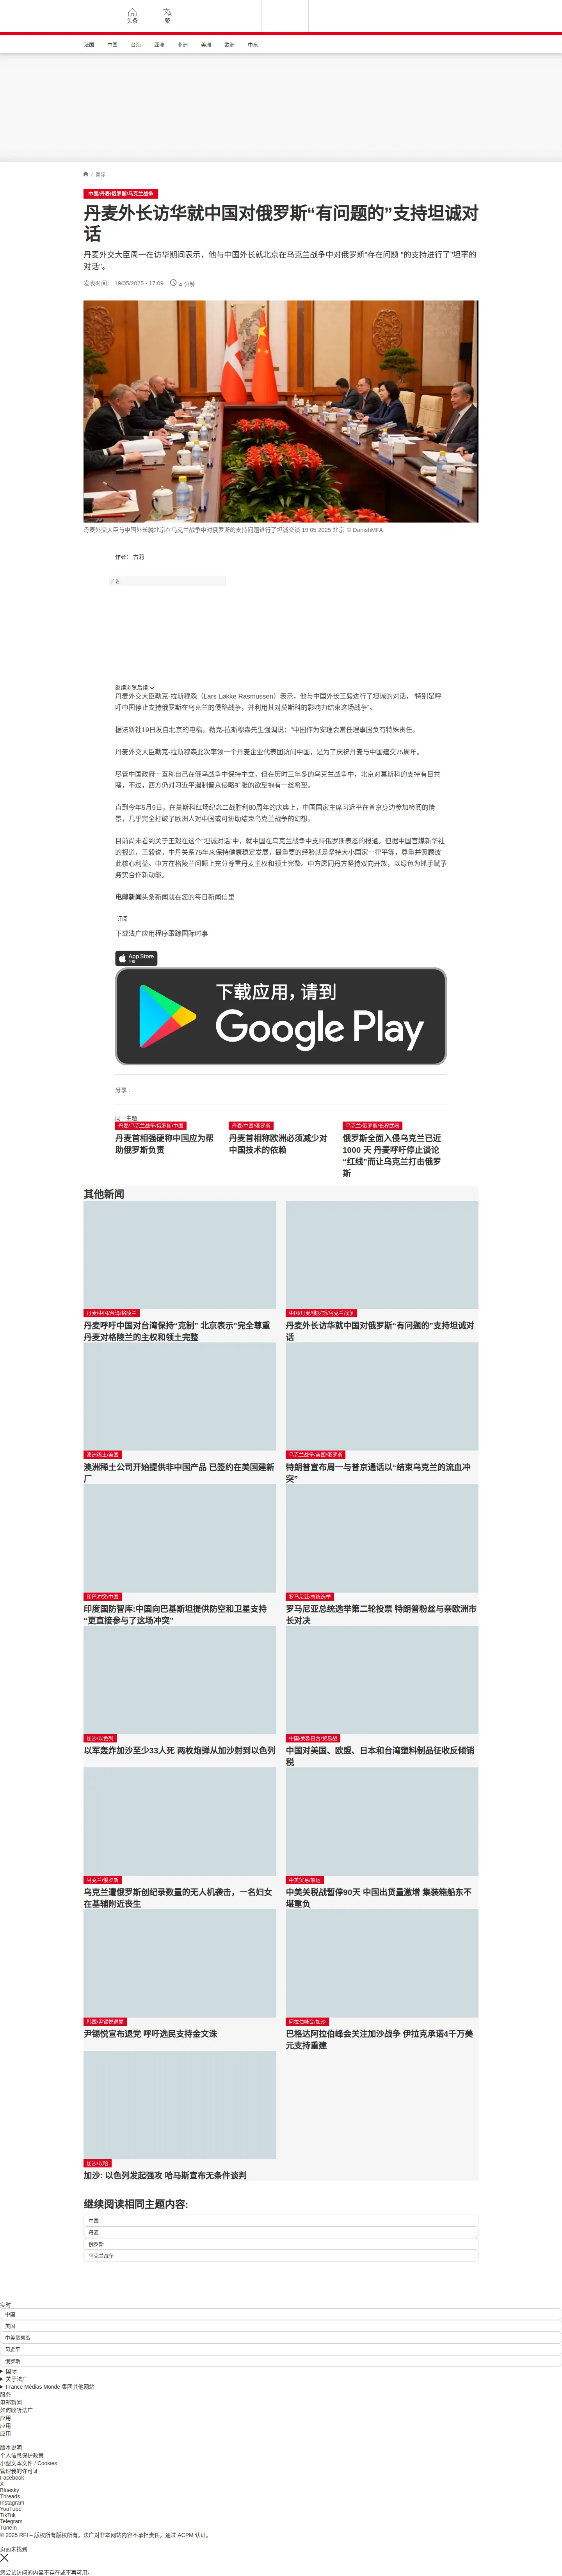 头条
繁
法国
中国
台海
亚洲
非洲
美洲
欧洲
中东
/ 国际
中国/丹麦/俄罗斯/乌克兰战争
丹麦外长访华就中国对俄罗斯“有问题的”支持坦诚对
话
丹麦外交大臣周一在访华期间表示，他与中国外长就北京在乌克兰战争中对俄罗斯“存在问题 ”的支持进行了"坦率的
对话"。
发表时间： 19/05/2025 - 17:09
4 分钟
丹麦外交大臣与中国外长就北京在乌克兰战争中对俄罗斯的支持问题进行了坦诚交谈 19 05 2025 北京 © DanishMFA
作者： 古莉
广告
继续浏览后续
丹麦外交大臣勒克-拉斯穆森（Lars Løkke Rasmussen）表示，他与中国外长王毅进行了坦诚的对话，“特别是呼
吁中国停止支持俄罗斯在乌克兰的侵略战争，并利用其对莫斯科的影响力结束这场战争”。
据法新社19日发自北京的电稿，勒克-拉斯穆森先生强调说：“中国作为安理会常任理事国负有特殊责任。
丹麦外交大臣勒克-拉斯穆森此次率领一个丹麦企业代表团访问中国，是为了庆祝丹麦与中国建交75周年。
尽管中国政府一直称自己在俄乌战争中保持中立，但在历时三年多的乌克兰战争中，北京对莫斯科的支持有目共
睹，不过，西方仍对习近平遏制普京侵略扩张的欲望抱有一丝希望。
直到今年5月9日，在莫斯科红场纪念二战胜利80周年的庆典上，中国国家主席习近平在普京身边参加检阅的情
景，几乎完全打破了欧洲人对中国或可协助结束乌克兰战争的幻想。
目前尚未看到关于王毅在这个“坦诚对话”中，就中国在乌克兰战争中支持俄罗斯表态的报道。但据中国官媒新华社
的报道，王毅说，中丹关系75年来保持健康稳定发展，最重要的经验就是坚持大小国家一律平等，尊重并照顾彼
此核心利益。中方在格陵兰问题上充分尊重丹麦主权和领土完整。中方愿同丹方坚持双向开放，以绿色为抓手赋予
务实合作新动能。
电邮新闻头条新闻就在您的每日新闻信里
订阅
下载法广应用程序跟踪国际时事
App Store
下载
下载应用，请到
Google Play
分享 :
同一主题
丹麦/乌克兰战争/俄罗斯/中国
丹麦首相强硬称中国应为帮
助俄罗斯负责
丹麦/中国/俄罗斯
丹麦首相称欧洲必须减少对
中国技术的依赖
乌克兰/俄罗斯/长程武器
俄罗斯全面入侵乌克兰已近
1000 天 丹麦呼吁停止谈论
“红线”而让乌克兰打击俄罗
斯
其他新闻
丹麦/中国/台湾/格陵兰
丹麦呼吁中国对台湾保持“克制” 北京表示“完全尊重
丹麦对格陵兰的主权和领土完整
中国/丹麦/俄罗斯/乌克兰战争
丹麦外长访华就中国对俄罗斯“有问题的”支持坦诚对
话
澳洲稀土/美国
澳洲稀土公司开始提供非中国产品 已签约在美国建新
厂
乌克兰战争/美国/俄罗斯
特朗普宣布周一与普京通话以“结束乌克兰的流血冲
突”
印巴冲突/中国
印度国防智库:中国向巴基斯坦提供防空和卫星支持
“更直接参与了这场冲突”
罗马尼亚/总统选举
罗马尼亚总统选举第二轮投票 特朗普粉丝与亲欧洲市
长对决
加沙/以色列
以军轰炸加沙至少33人死 两枚炮弹从加沙射到以色列
中国/美欧日台/贸易战
中国对美国、欧盟、日本和台湾塑料制品征收反倾销
税
乌克兰/俄罗斯
乌克兰遭俄罗斯创纪录数量的无人机袭击，一名妇女
在基辅附近丧生
中美贸易/船运
中美关税战暂停90天 中国出货量激增 集装箱船东不
堪重负
韩国/尹锡悦退党
尹锡悦宣布退党 呼吁选民支持金文洙
阿拉伯峰会/加沙
巴格达阿拉伯峰会关注加沙战争 伊拉克承诺4千万美
元支持重建
加沙/以哈
加沙: 以色列发起强攻 哈马斯宣布无条件谈判
继续阅读相同主题内容:
中国
丹麦
俄罗斯
乌克兰战争
实时
中国
美国
中美贸易战
习近平
俄罗斯
国际
关于法广
France Médias Monde 集团其他网站
服务
电邮新闻
如何收听法广
应用
应用
应用
版本说明
个人信息保护政策
小型文本文件 / Cookies
管理我的许可证
Facebook
X
Bluesky
Threads
Instagram
YouTube
TikTok
Telegram
TuneIn
© 2025 RFI – 版权所有版权所有。法广对非本网站内容不承担责任。通过 ACPM 认证。
页面未找到
您尝试访问的内容不存在或不再可用。